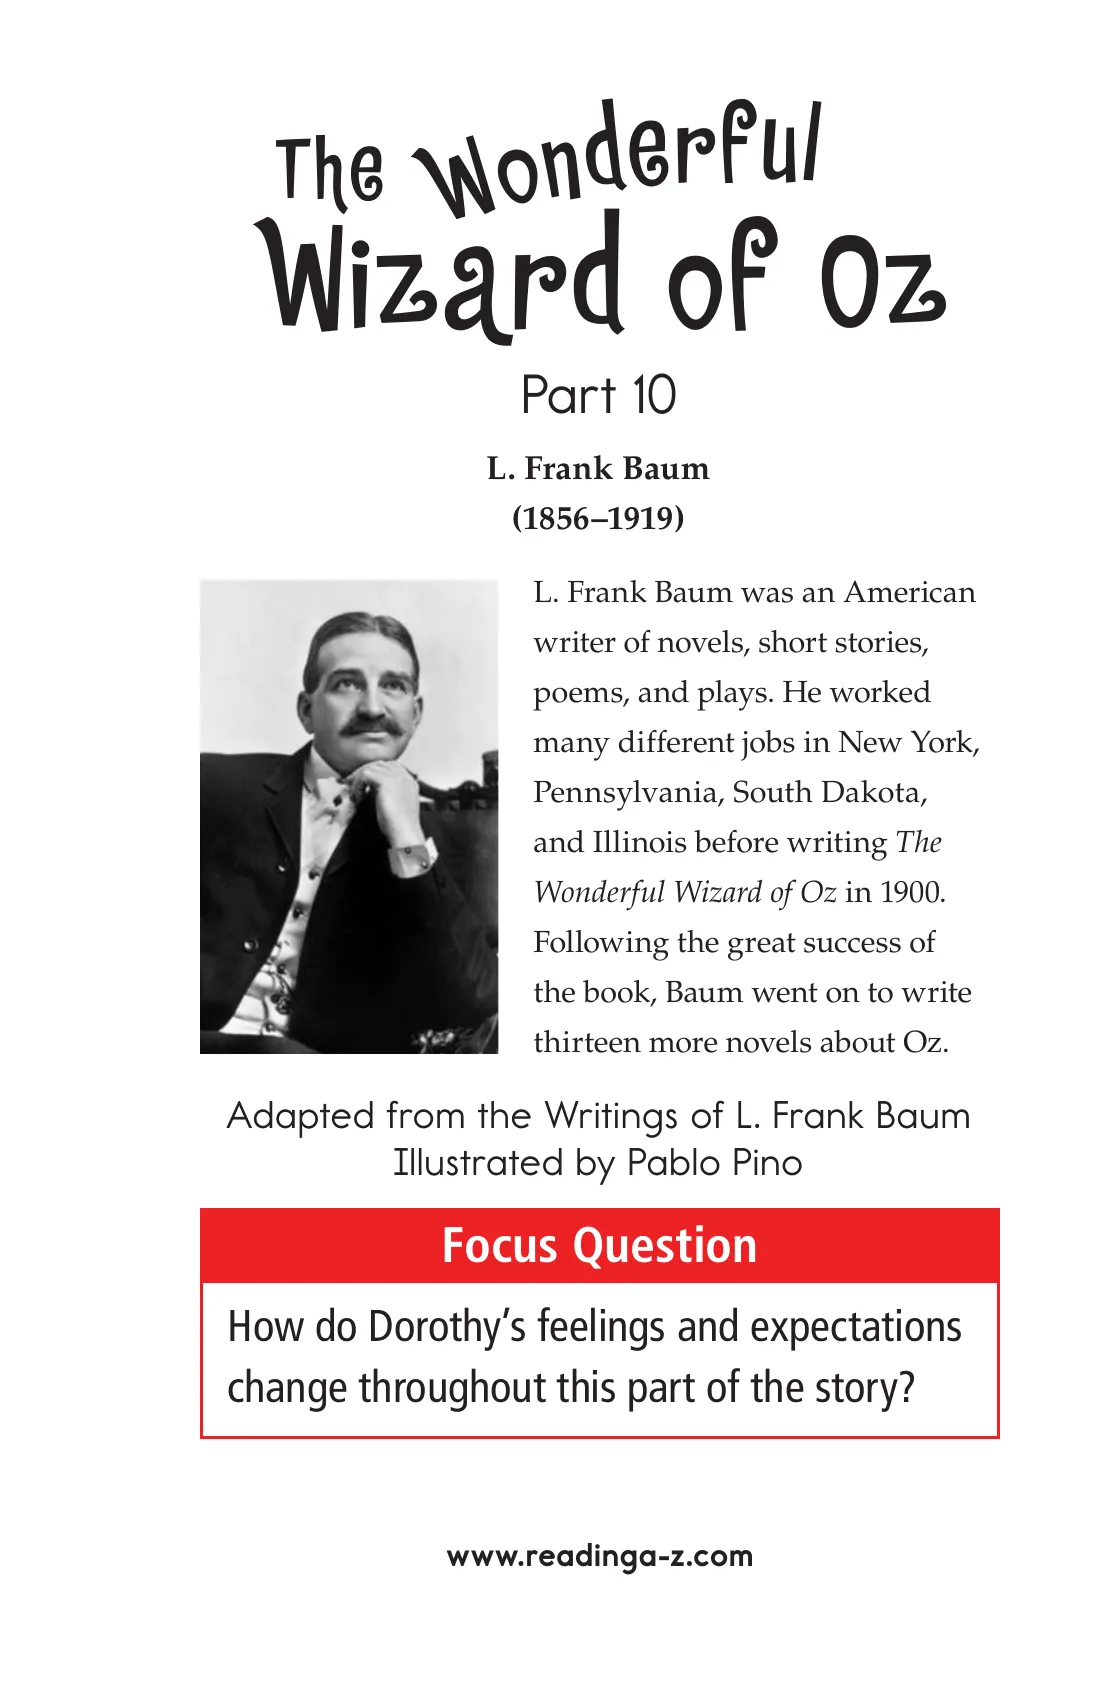 The Wonderful
Wizard of Oz
Part 10
L. Frank Baum
(1856–1919)
L. Frank Baum was an American
writer of novels, short stories,
poems, and plays. He worked
many different jobs in New York,
Pennsylvania, South Dakota,
and Illinois before writing The
Wonderful Wizard of Oz in 1900.
Following the great success of
the book, Baum went on to write
thirteen more novels about Oz.
Adapted from the Writings of L. Frank Baum
Illustrated by Pablo Pino
Focus Question
How do Dorothy’s feelings and expectations
change throughout this part of the story?
www.readinga-z.com